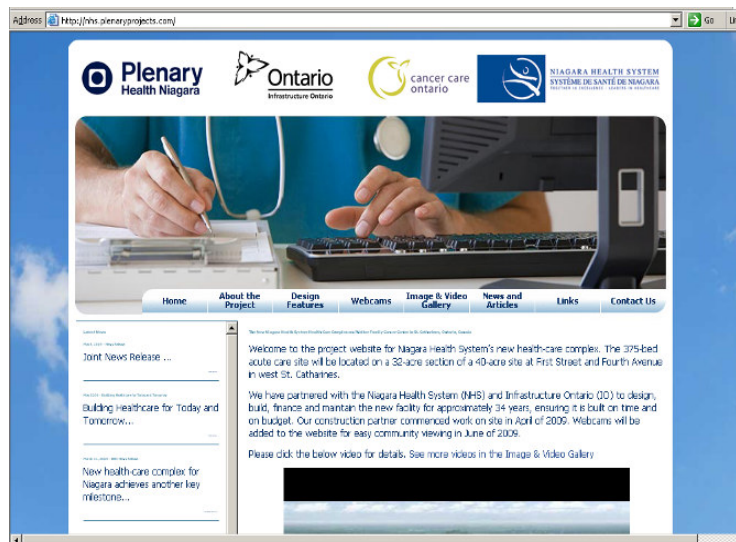 Address http://nhs.plenaryprojects.com/ Go
Plenary
Health Niagara
Ontario
Infrastructure Ontario
cancer care
ontario
NIAGARA HEALTH SYSTEM
SYSTÈME DE SANTÉ DE NIAGARA
Home
About the
Project
Design
Features
Webcams
Image & Video
Gallery
News and
Articles
Links
Contact Us
Latest News
Joint News Release ...
Building Healthcare for Today and
Tomorrow...
New health-care complex for
Niagara achieves another key
milestone...
Welcome to the project website for Niagara Health System's new health-care complex. The 375-bed
acute care site will be located on a 32-acre section of a 40-acre site at First Street and Fourth Avenue
in west St. Catharines.
We have partnered with the Niagara Health System (NHS) and Infrastructure Ontario (IO) to design,
build, finance and maintain the new facility for approximately 34 years, ensuring it is built on time and
on budget. Our construction partner commenced work on site in April of 2009. Webcams will be
added to the website for easy community viewing in June of 2009.
Please click the below video for details. See more videos in the Image & Video Gallery